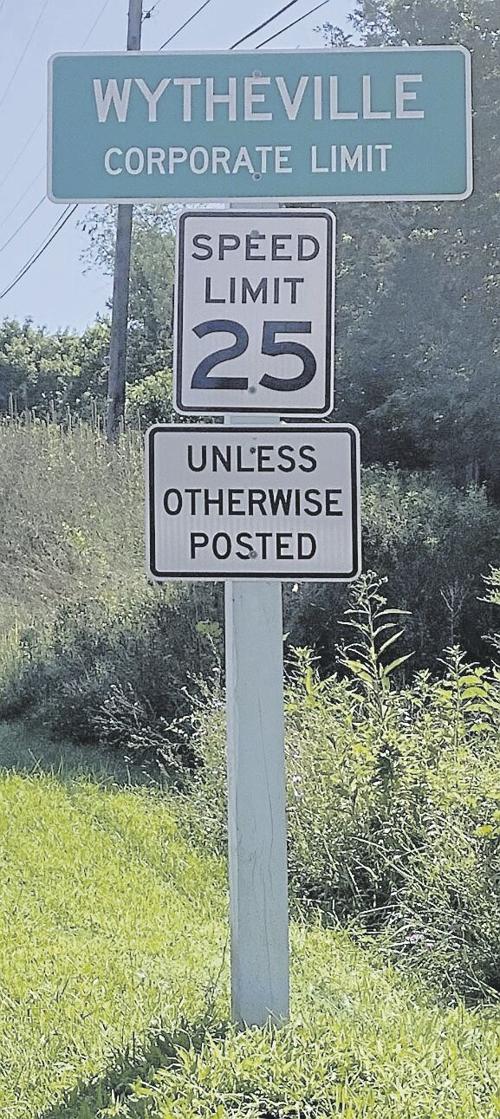 WYTHEVILLE
CORPORATE LIMIT
SPEED
LIMIT
25
UNLESS
OTHERWISE
POSTED